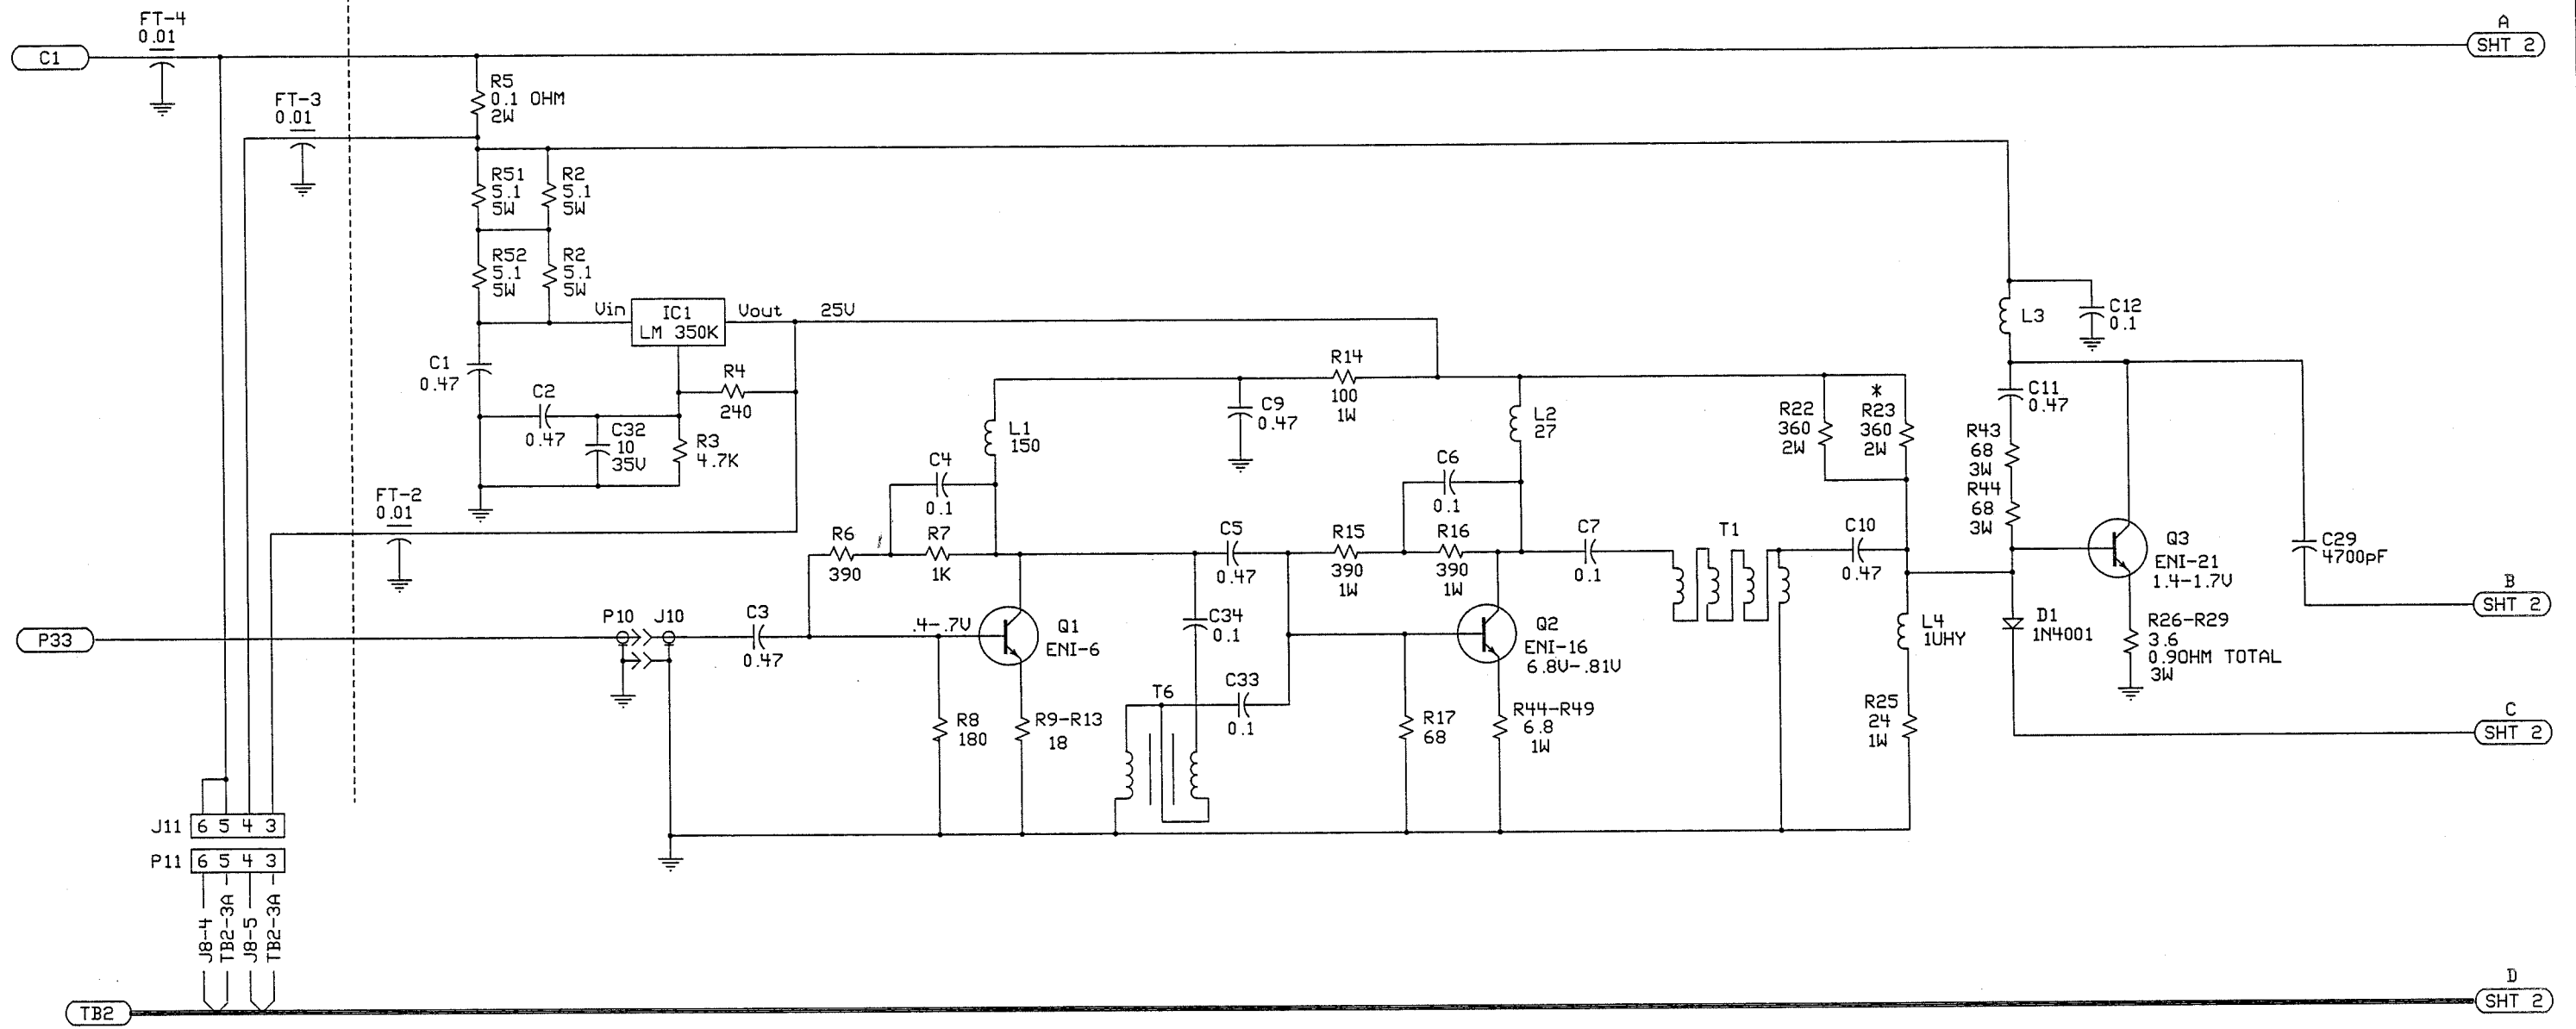 FT-4
0.01
C1
A
SHT 2
FT-3
0.01
R5
0.1 OHM
2W
R51
5.1
5W
R2
5.1
5W
R52
5.1
5W
R2
5.1
5W
Vin
IC1
LM 350K
Vout
25V
C1
0.47
C2
0.47
C32
10
35V
R4
240
R3
4.7K
FT-2
0.01
L1
150
C9
0.47
R14
100
1W
L2
27
R22
360
2W
*
R23
360
2W
L3
C12
0.1
C11
0.47
R43
68
3W
R44
68
3W
C4
0.1
R6
390
R7
1K
C5
0.47
C6
0.1
R15
390
1W
R16
390
1W
C7
0.1
T1
C10
0.47
Q3
ENI-21
1.4-1.7V
C29
4700pF
B
SHT 2
P33
P10
J10
C3
0.47
.4-.7V
Q1
ENI-6
C34
0.1
Q2
ENI-16
6.8V-.81V
L4
1UHY
D1
1N4001
R26-R29
3.6
0.9OHM TOTAL
3W
T6
C33
0.1
R8
180
R9-R13
18
R17
68
R44-R49
6.8
1W
R25
24
1W
C
SHT 2
J11
6 5 4 3
P11
6 5 4 3
J8-4
TB2-3A
J8-5
TB2-3A
TB2
D
SHT 2